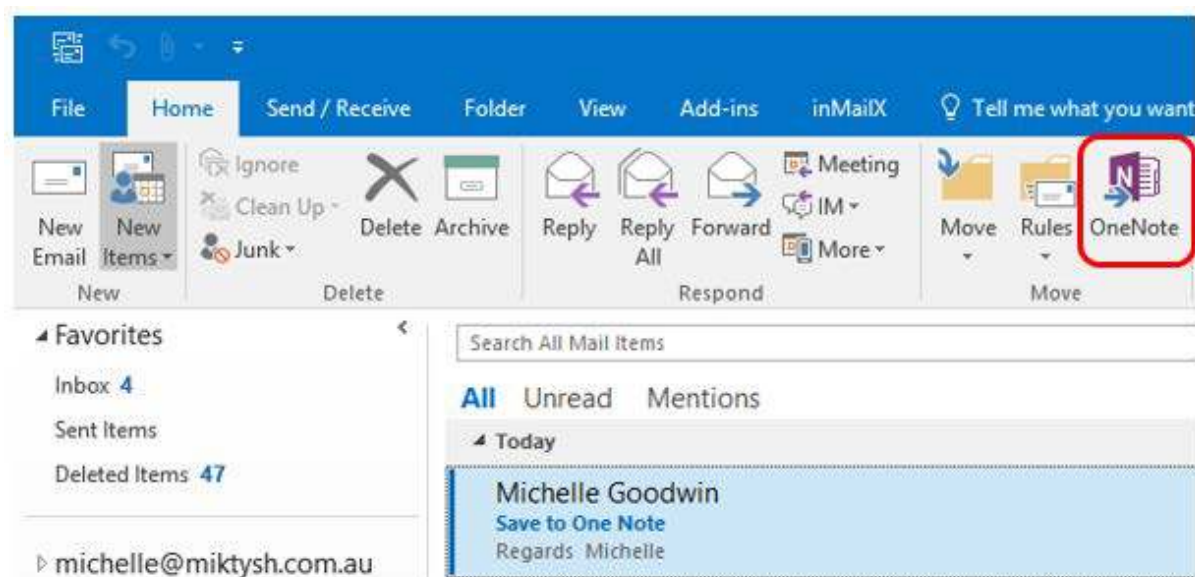 File Home Send / Receive Folder View Add-ins inMailX Tell me what you want
New Email
New Items
Ignore
Clean Up
Junk
Delete
Archive
Reply
Reply All
Forward
Meeting
IM
More
Move
Rules
N
OneNote
New Delete Respond Move
Favorites
Inbox 4
Sent Items
Deleted Items 47
michelle@miktysh.com.au
Search All Mail Items
All Unread Mentions
Today
Michelle Goodwin
Save to One Note
Regards Michelle